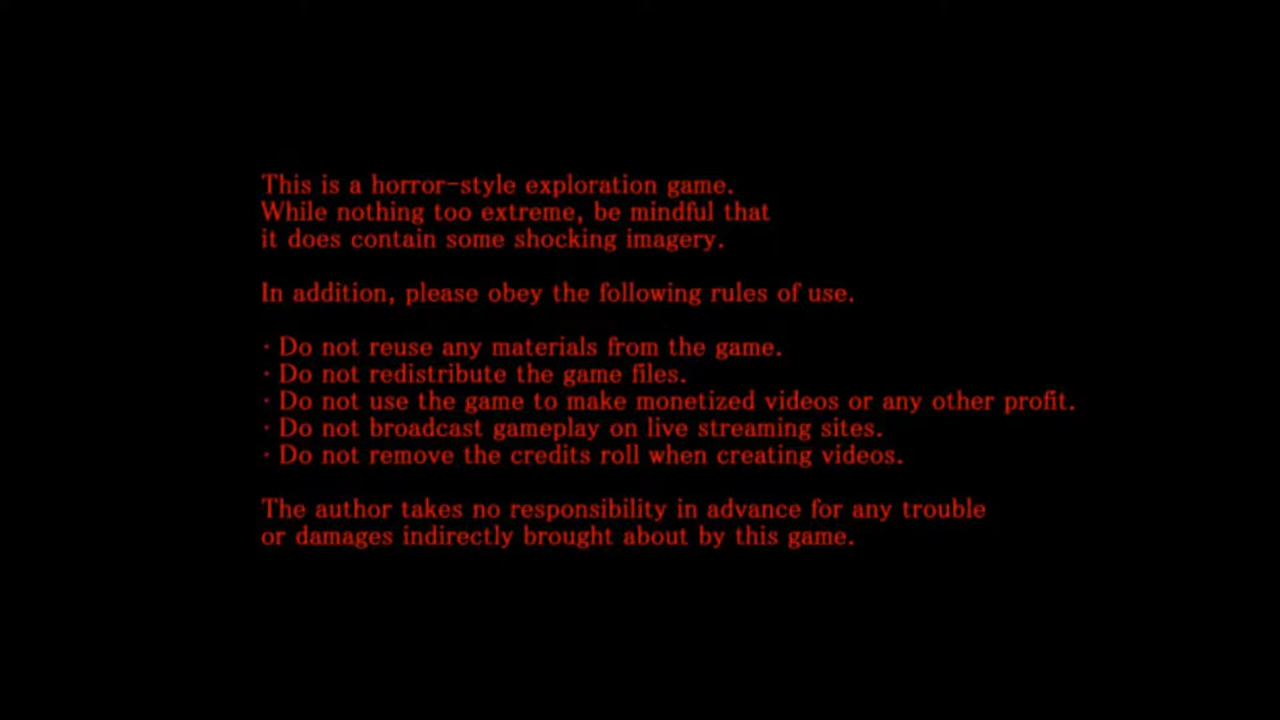 This is a horror-style exploration game.
While nothing too extreme, be mindful that
it does contain some shocking imagery.
In addition, please obey the following rules of use.
・Do not reuse any materials from the game.
・Do not redistribute the game files.
・Do not use the game to make monetized videos or any other profit.
・Do not broadcast gameplay on live streaming sites.
・Do not remove the credits roll when creating videos.
The author takes no responsibility in advance for any trouble
or damages indirectly brought about by this game.